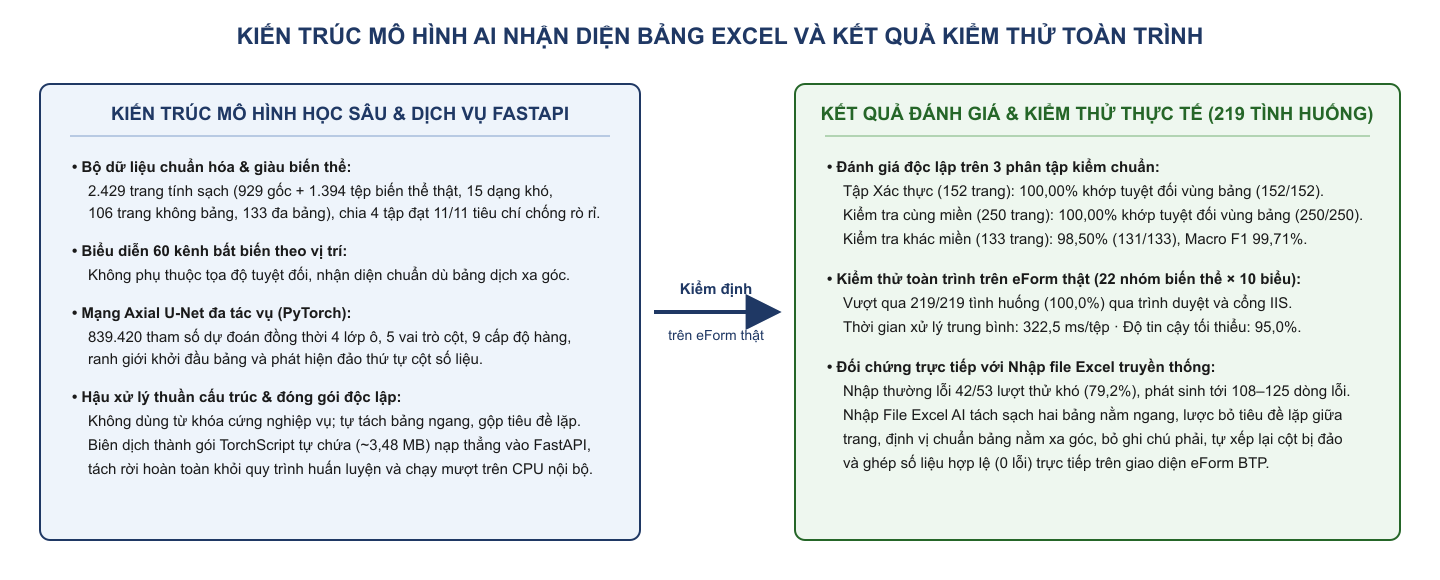 KIẾN TRÚC MÔ HÌNH AI NHẬN DIỆN BẢNG EXCEL VÀ KẾT QUẢ KIỂM THỬ TOÀN TRÌNH
KIẾN TRÚC MÔ HÌNH HỌC SÂU & DỊCH VỤ FASTAPI
• Bộ dữ liệu chuẩn hóa & giàu biến thể:
2.429 trang tính sạch (929 gốc + 1.394 tệp biến thể thật, 15 dạng khó,
106 trang không bảng, 133 đa bảng), chia 4 tập đạt 11/11 tiêu chí chống rò rỉ.
• Biểu diễn 60 kênh bất biến theo vị trí:
Không phụ thuộc tọa độ tuyệt đối, nhận diện chuẩn dù bảng dịch xa góc.
• Mạng Axial U-Net đa tác vụ (PyTorch):
839.420 tham số dự đoán đồng thời 4 lớp ô, 5 vai trò cột, 9 cấp độ hàng,
ranh giới khởi đầu bảng và phát hiện đảo thứ tự cột số liệu.
• Hậu xử lý thuần cấu trúc & đóng gói độc lập:
Không dùng từ khóa cứng nghiệp vụ; tự tách bảng ngang, gộp tiêu đề lặp.
Biên dịch thành gói TorchScript tự chứa (~3,48 MB) nạp thẳng vào FastAPI,
tách rời hoàn toàn khỏi quy trình huấn luyện và chạy mượt trên CPU nội bộ.
Kiểm định
trên eForm thật
KẾT QUẢ ĐÁNH GIÁ & KIỂM THỬ THỰC TẾ (219 TÌNH HUỐNG)
• Đánh giá độc lập trên 3 phân tập kiểm chuẩn:
Tập Xác thực (152 trang): 100,00% khớp tuyệt đối vùng bảng (152/152).
Kiểm tra cùng miền (250 trang): 100,00% khớp tuyệt đối vùng bảng (250/250).
Kiểm tra khác miền (133 trang): 98,50% (131/133), Macro F1 99,71%.
• Kiểm thử toàn trình trên eForm thật (22 nhóm biến thể × 10 biểu):
Vượt qua 219/219 tình huống (100,0%) qua trình duyệt và cổng IIS.
Thời gian xử lý trung bình: 322,5 ms/tệp · Độ tin cậy tối thiểu: 95,0%.
• Đối chứng trực tiếp với Nhập file Excel truyền thống:
Nhập thường lỗi 42/53 lượt thử khó (79,2%), phát sinh tới 108–125 dòng lỗi.
Nhập File Excel AI tách sạch hai bảng nằm ngang, lược bỏ tiêu đề lặp giữa
trang, định vị chuẩn bảng nằm xa góc, bỏ ghi chú phải, tự xếp lại cột bị đảo
và ghép số liệu hợp lệ (0 lỗi) trực tiếp trên giao diện eForm BTP.